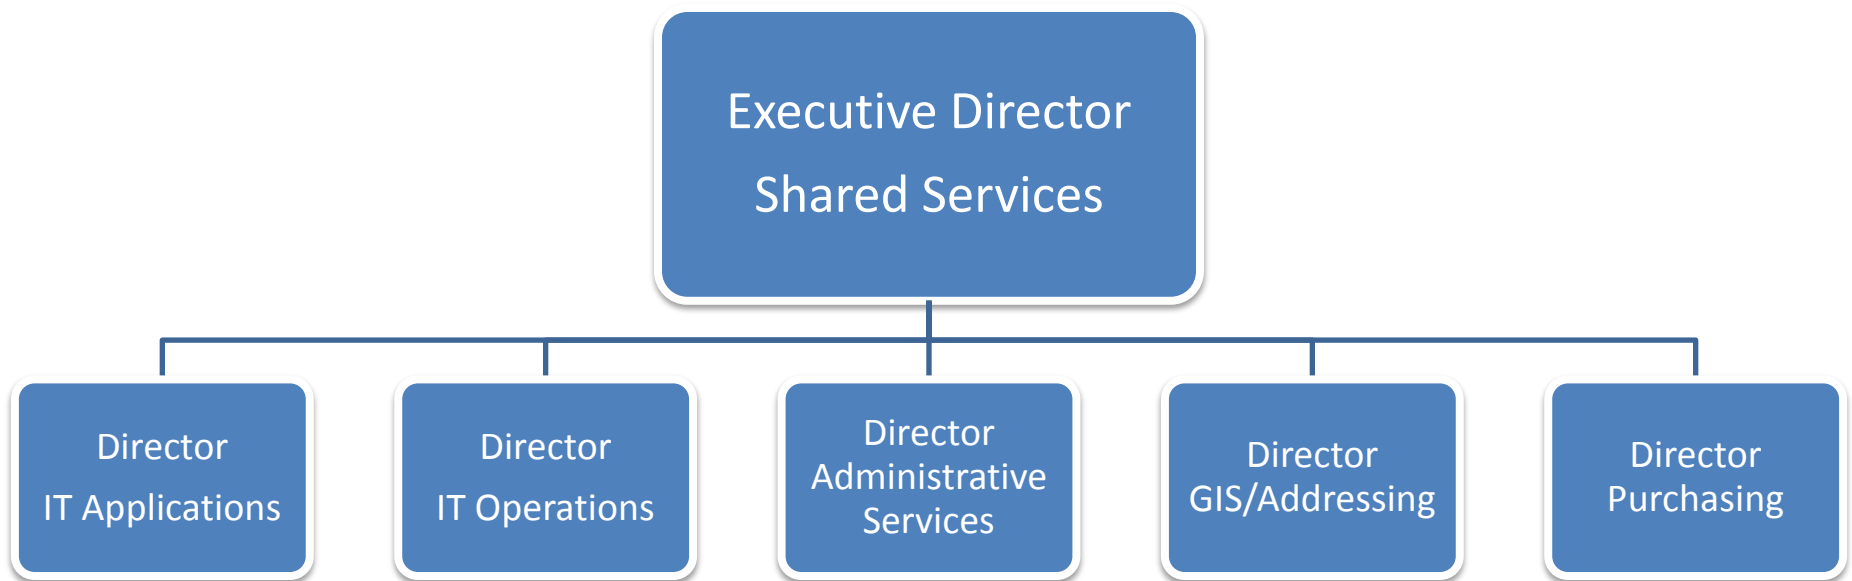 Executive Director
Shared Services
Director
IT Applications
Director
IT Operations
Director
Administrative
Services
Director
GIS/Addressing
Director
Purchasing